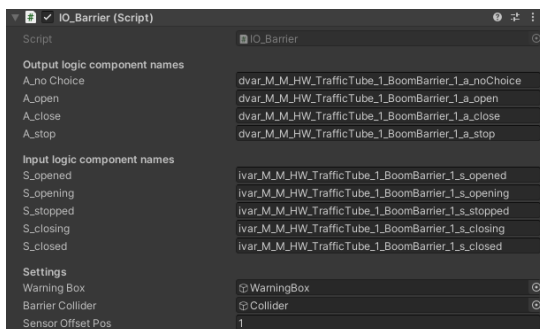 # IO_Barrier (Script)
Script IO_Barrier
Output logic component names
A_no Choice dvar_M_M_HW_TrafficTube_1_BoomBarrier_1_a_noChoice
A_open dvar_M_M_HW_TrafficTube_1_BoomBarrier_1_a_open
A_close dvar_M_M_HW_TrafficTube_1_BoomBarrier_1_a_close
A_stop dvar_M_M_HW_TrafficTube_1_BoomBarrier_1_a_stop
Input logic component names
S_opened ivar_M_M_HW_TrafficTube_1_BoomBarrier_1_s_opened
S_opening ivar_M_M_HW_TrafficTube_1_BoomBarrier_1_s_opening
S_stopped ivar_M_M_HW_TrafficTube_1_BoomBarrier_1_s_stopped
S_closing ivar_M_M_HW_TrafficTube_1_BoomBarrier_1_s_closing
S_closed ivar_M_M_HW_TrafficTube_1_BoomBarrier_1_s_closed
Settings
Warning Box WarningBox
Barrier Collider Collider
Sensor Offset Pos 1